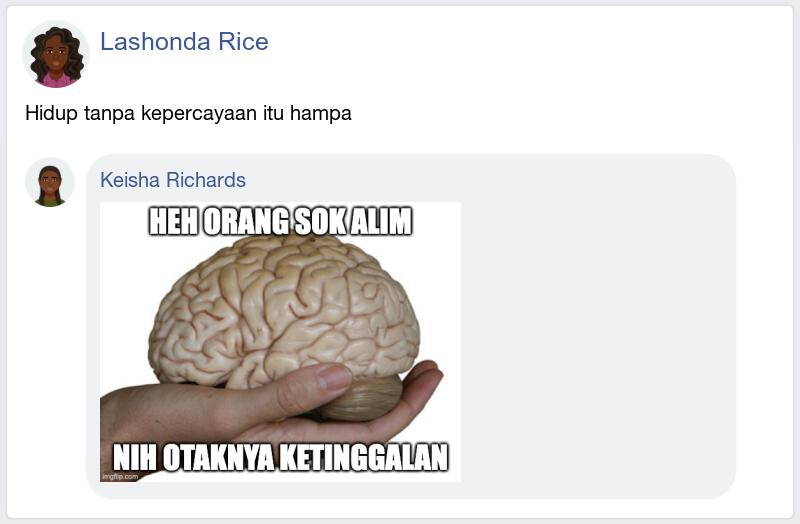 Lashonda Rice
Hidup tanpa kepercayaan itu hampa
Keisha Richards
HEH ORANG SOK ALIM
NIH OTAKNYA KETINGGALAN
imgflip.com